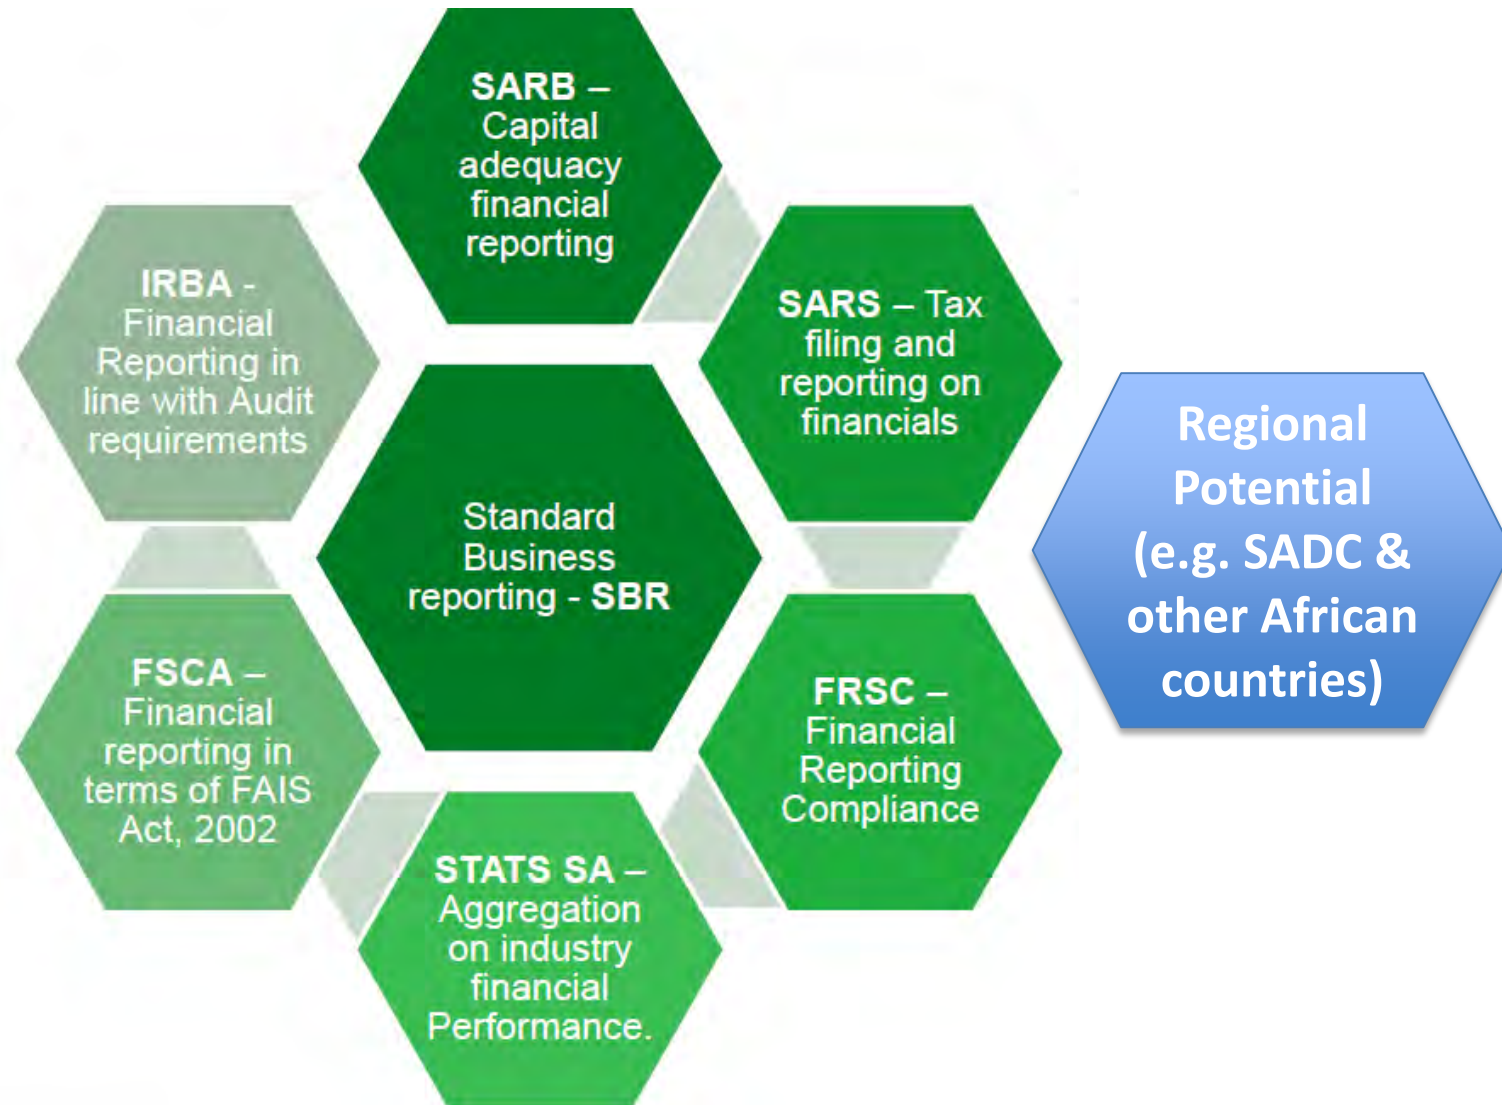 SARB –
Capital
adequacy
financial
reporting
IRBA -
Financial
Reporting in
line with Audit
requirements
SARS – Tax
filing and
reporting on
financials
Standard
Business
reporting - SBR
Regional
Potential
(e.g. SADC &
other African
countries)
FSCA –
Financial
reporting in
terms of FAIS
Act, 2002
FRSC –
Financial
Reporting
Compliance
STATS SA –
Aggregation
on industry
financial
Performance.